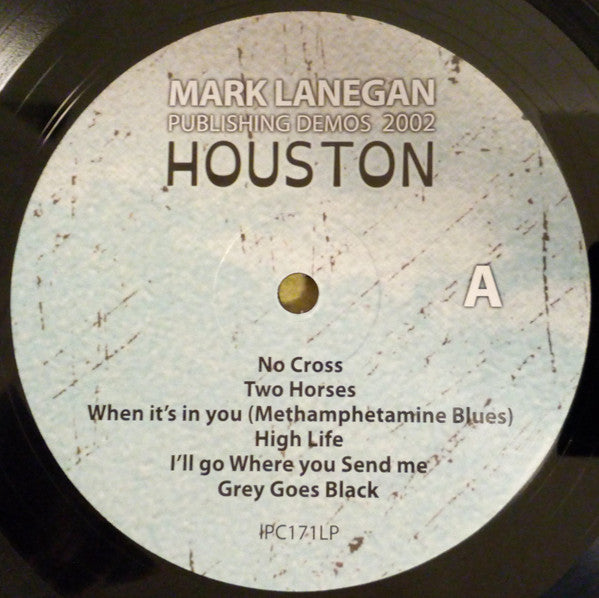 MARK LANEGAN
PUBLISHING DEMOS 2002
HOUSTON
A
No Cross
Two Horses
When it's in you (Methamphetamine Blues)
High Life
I'll go Where you Send me
Grey Goes Black
IPC171LP